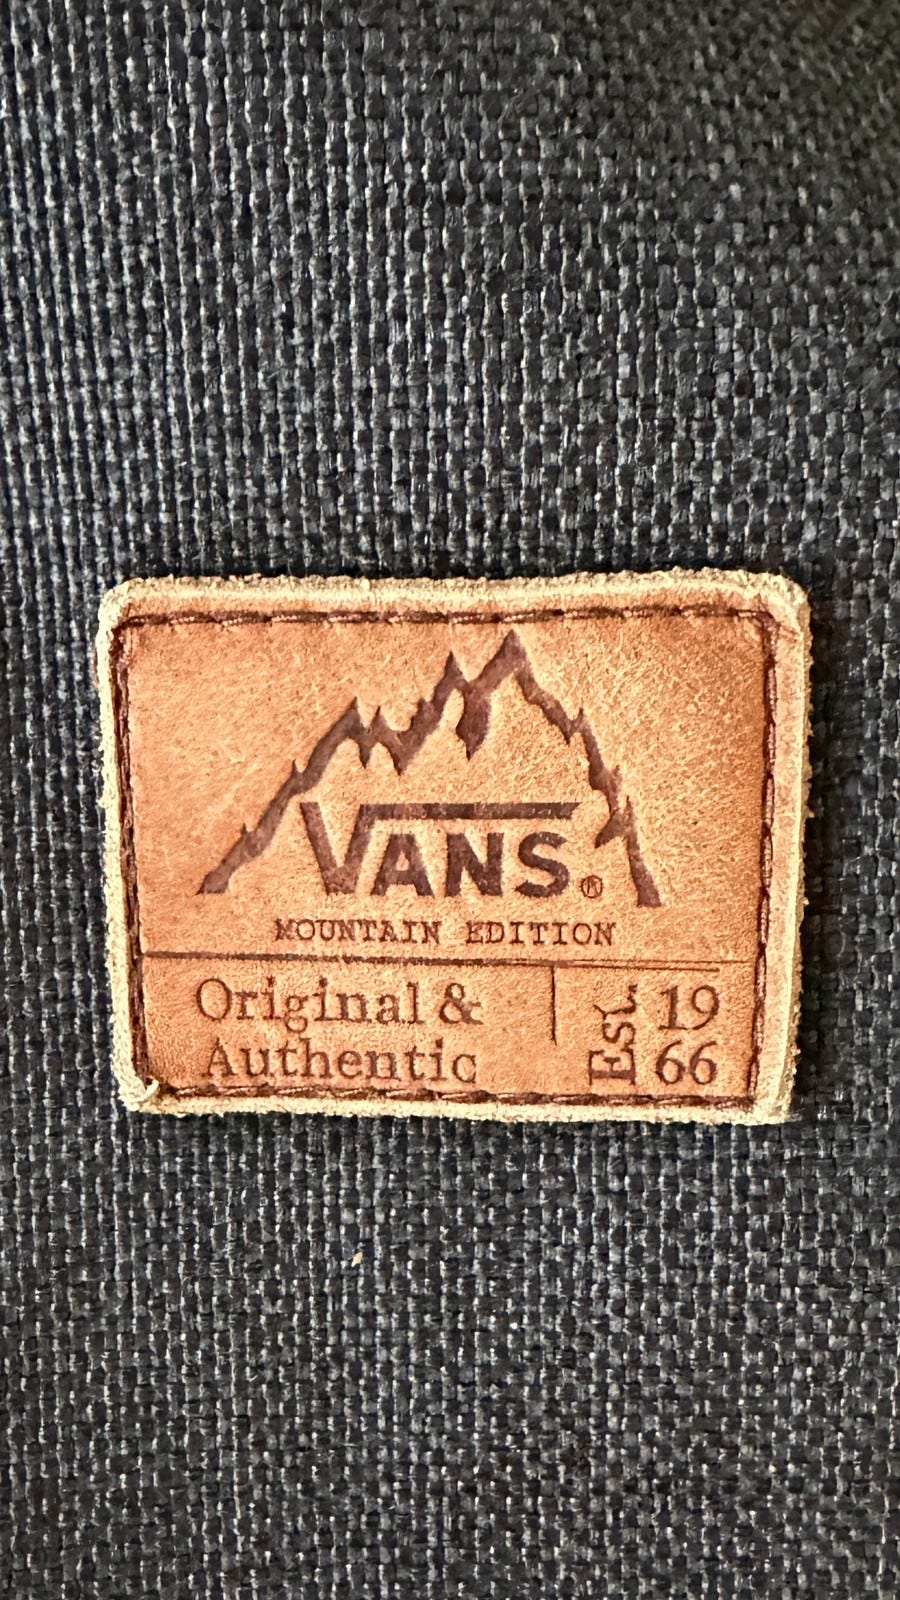 VANS®
MOUNTAIN EDITION
Original &
Authentic
Est. 19
66